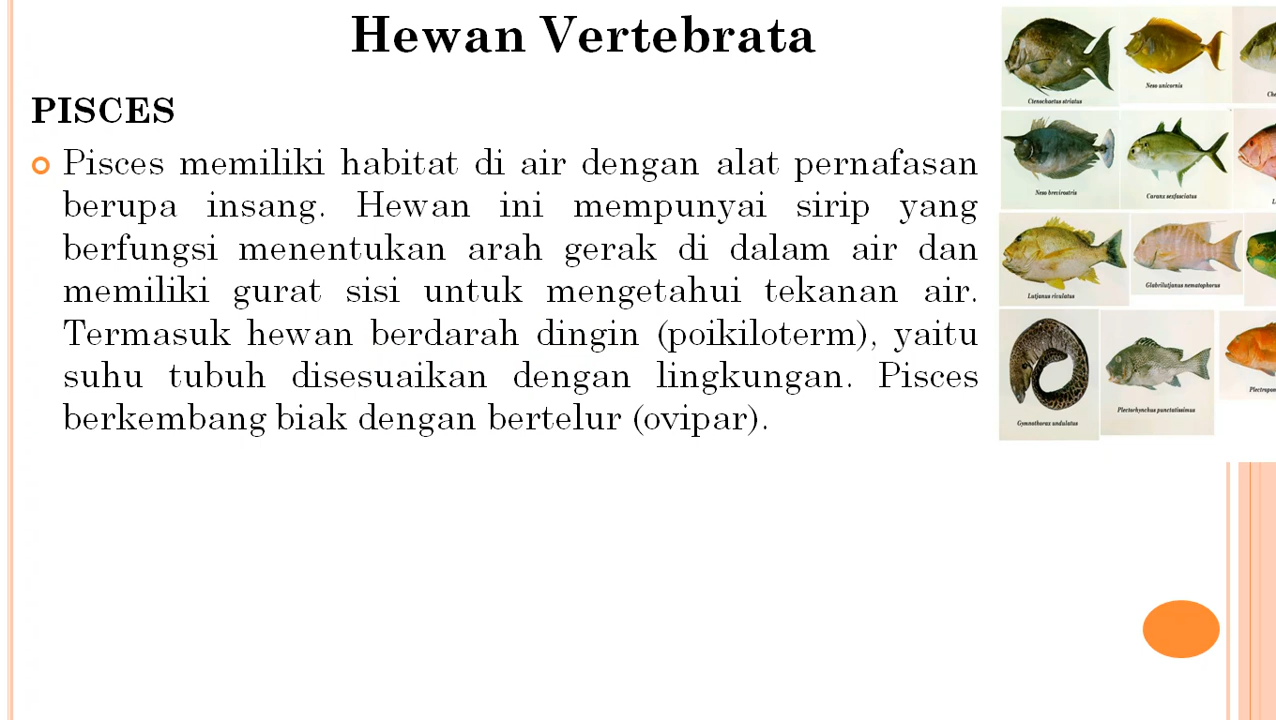 Hewan Vertebrata
PISCES
Pisces memiliki habitat di air dengan alat pernafasan
berupa insang. Hewan ini mempunyai sirip yang
berfungsi menentukan arah gerak di dalam air dan
memiliki gurat sisi untuk mengetahui tekanan air.
Termasuk hewan berdarah dingin (poikiloterm), yaitu
suhu tubuh disesuaikan dengan lingkungan. Pisces
berkembang biak dengan bertelur (ovipar).
Ctenochaetus striatus
Naso unicornis
Naso brevirostris
Caranx sexfasciatus
Lutjanus rivulatus
Glabrilutjanus nematophorus
Gymnothorax undulatus
Plectorhynchus punctatissimus